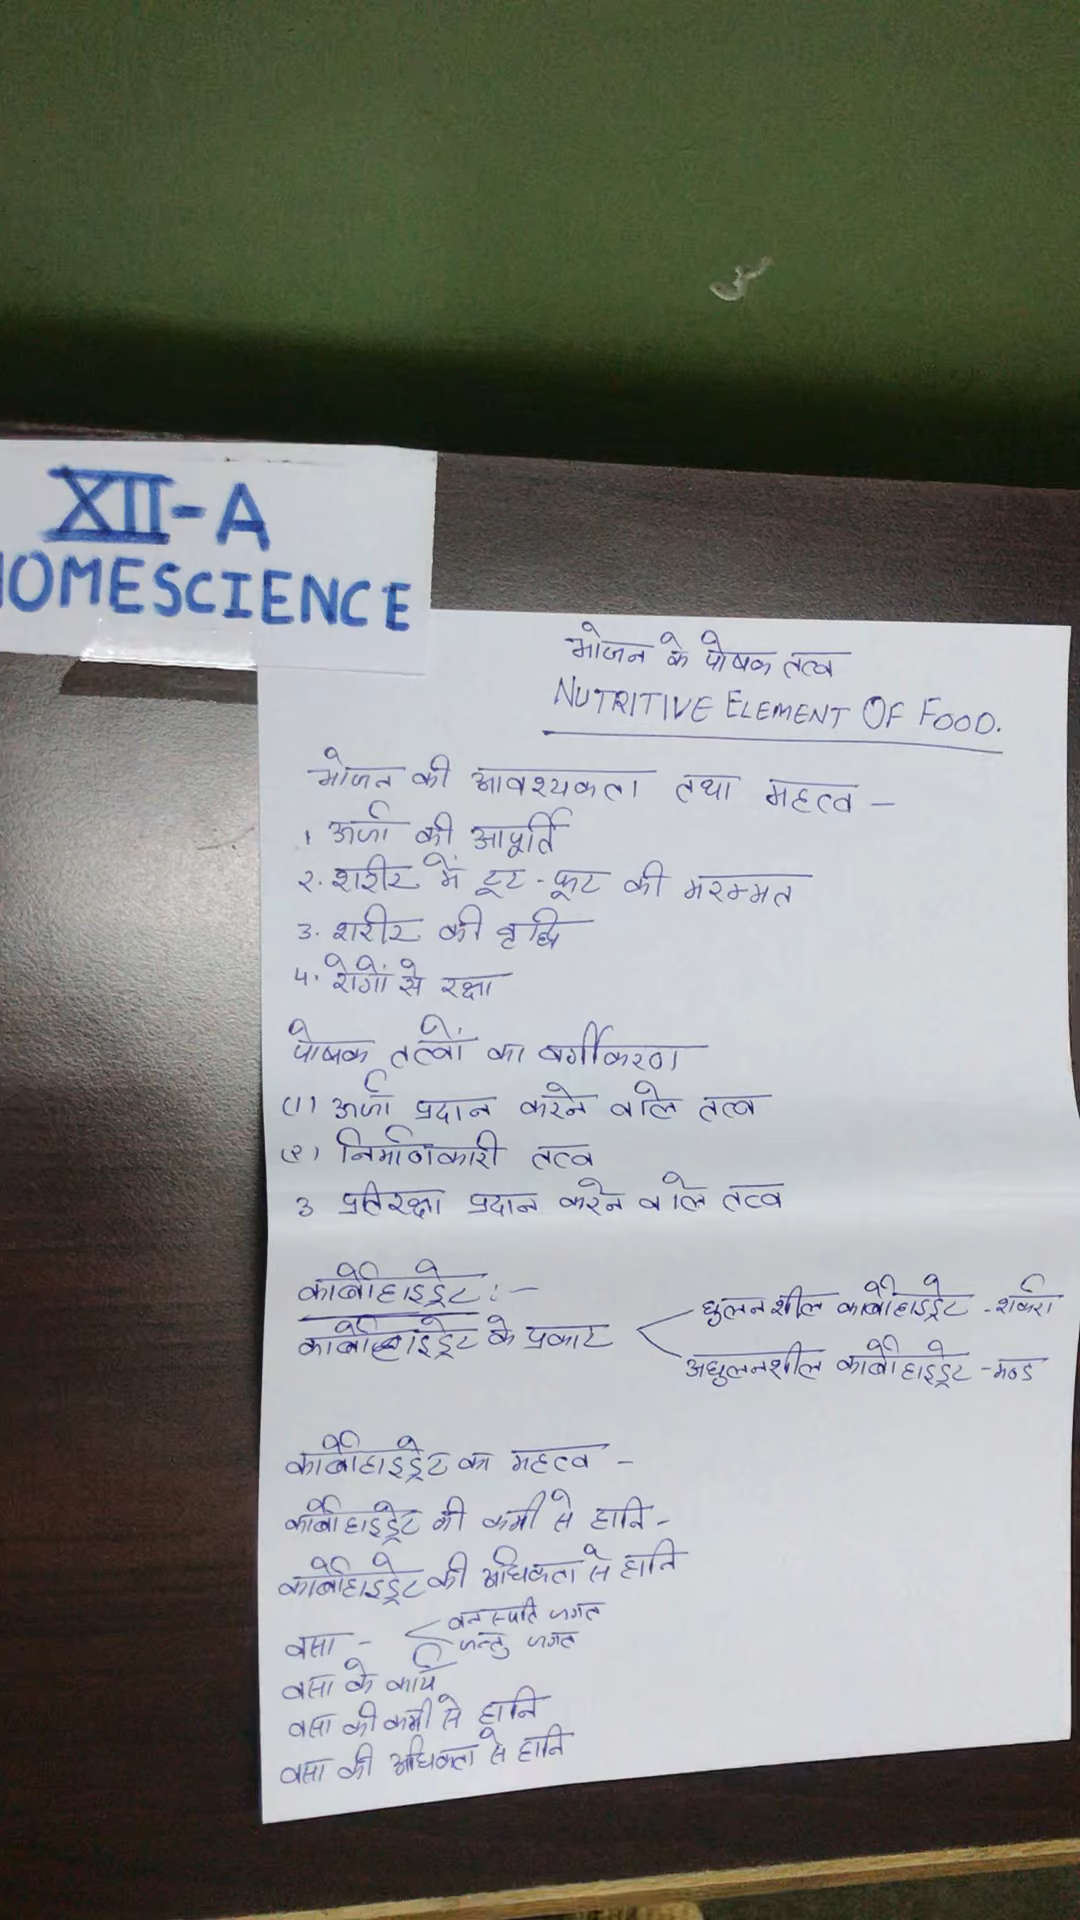 XII-A
HOMESCIENCE
भोजन के पोषक तत्व
NUTRITIVE ELEMENT OF FOOD.
भोजन की आवश्यकता तथा महत्व -
1. ऊर्जा की आपूर्ति
२. शरीर में टूट-फूट की मरम्मत
3. शरीर की वृद्धि
4. रोगों से रक्षा
पोषक तत्वों का वर्गीकरण
(1) ऊर्जा प्रदान करने वाले तत्व
(२) निर्माणकारी तत्व
3 प्रतिरक्षा प्रदान करने वाले तत्व
कार्बोहाइड्रेट :-
कार्बोहाइड्रेट के प्रकार
घुलनशील कार्बोहाइड्रेट - शर्करा
अघुलनशील कार्बोहाइड्रेट - मण्ड
कार्बोहाइड्रेट का महत्व -
कार्बोहाइड्रेट की कमी से हानि -
कार्बोहाइड्रेट की अधिकता से हानि
वसा -
वनस्पति जगत
जन्तु जगत
वसा के कार्य
वसा की कमी से हानि
वसा की अधिकता से हानि